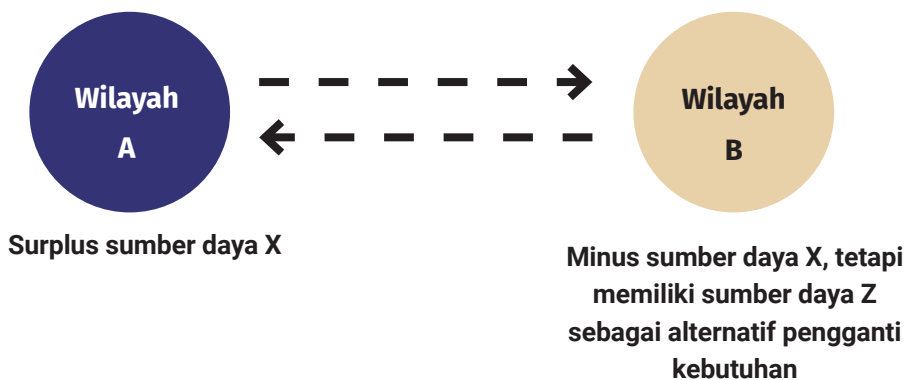 Wilayah
A
Wilayah
B
Surplus sumber daya X
Minus sumber daya X, tetapi
memiliki sumber daya Z
sebagai alternatif pengganti
kebutuhan